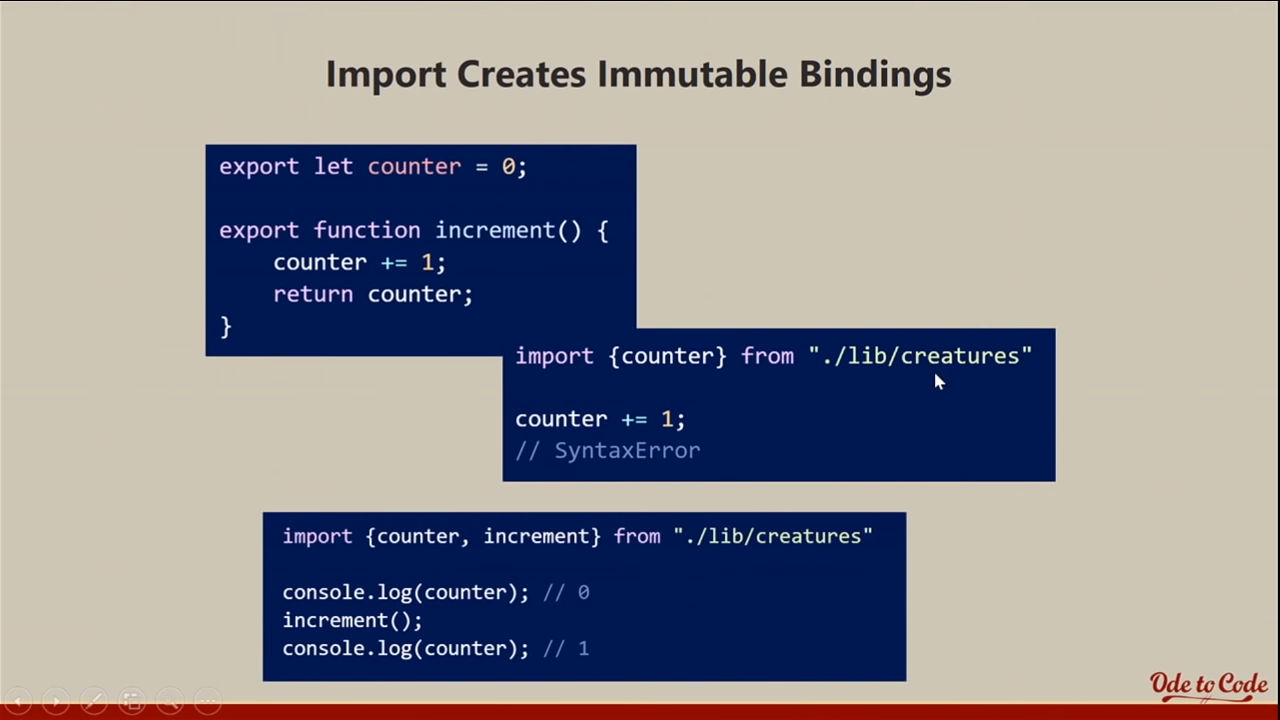 Import Creates Immutable Bindings
export let counter = 0;
export function increment() {
counter += 1;
return counter;
}
import {counter} from "./lib/creatures"
counter += 1;
// SyntaxError
import {counter, increment} from "./lib/creatures"
console.log(counter); // 0
increment();
console.log(counter); // 1
Ode to Code